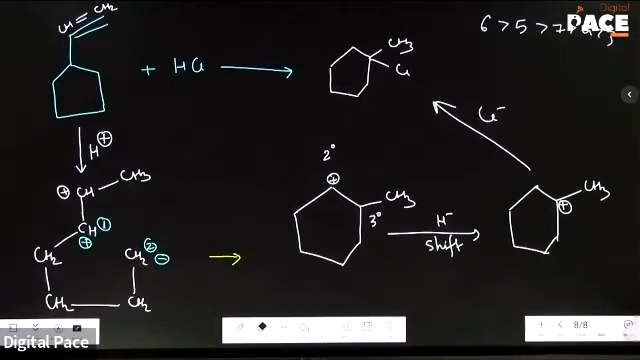 Digital
PACE
6 > 5 > 7
CH = CH2
+ HCl
CH3
Cl
H⊕
Cl⁻
⊕ CH
CH3
CH ①
⊕
CH2
CH2 ② ⊖
CH2
CH2
2°
⊕
CH3
3°
H⁻
Shift
CH3
⊕
8/8
Digital Pace